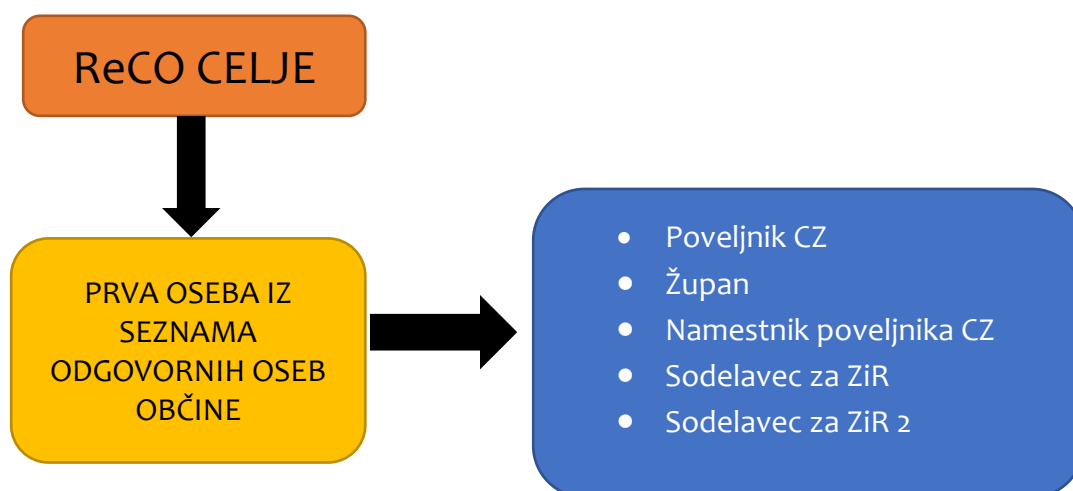 ReCO CELJE
PRVA OSEBA IZ
SEZNAMA
ODGOVORNIH OSEB
OBČINE
• Poveljnik CZ
• Župan
• Namestnik poveljnika CZ
• Sodelavec za ZiR
• Sodelavec za ZiR 2